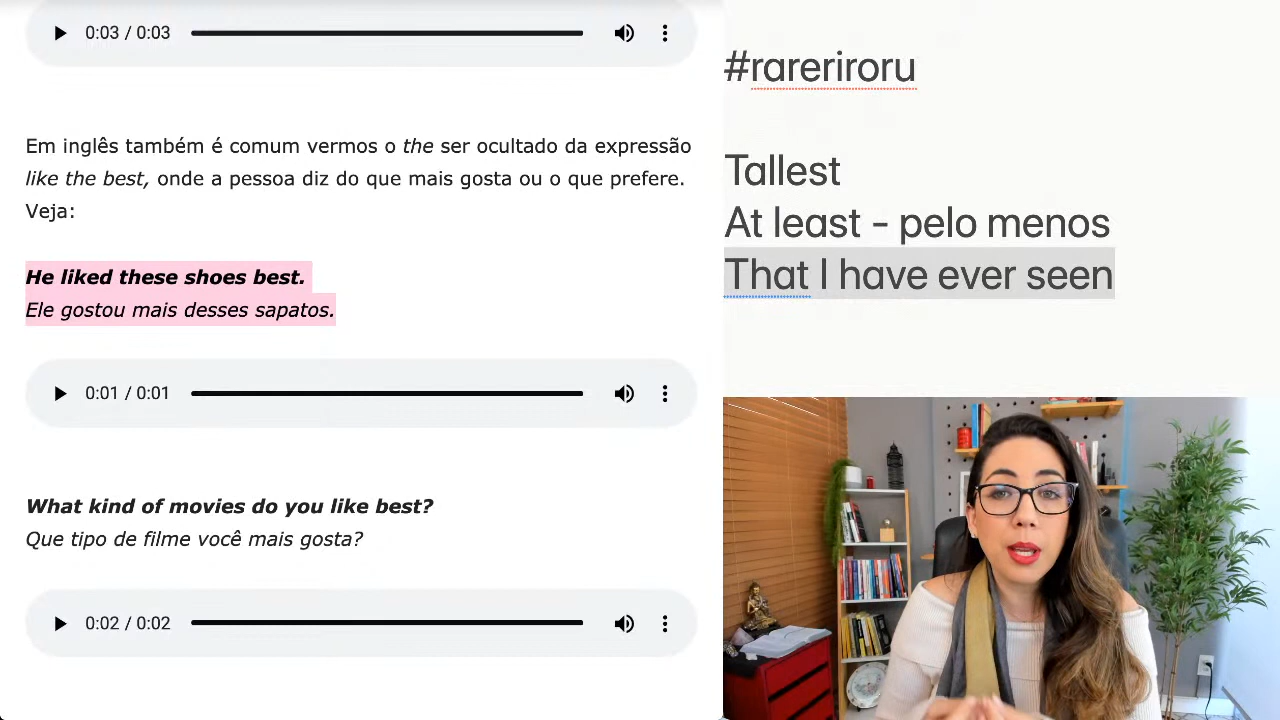 0:03 / 0:03
Em inglês também é comum vermos o the ser ocultado da expressão
like the best, onde a pessoa diz do que mais gosta ou o que prefere.
Veja:
He liked these shoes best.
Ele gostou mais desses sapatos.
0:01 / 0:01
What kind of movies do you like best?
Que tipo de filme você mais gosta?
0:02 / 0:02
#rareriroru
Tallest
At least - pelo menos
That I have ever seen